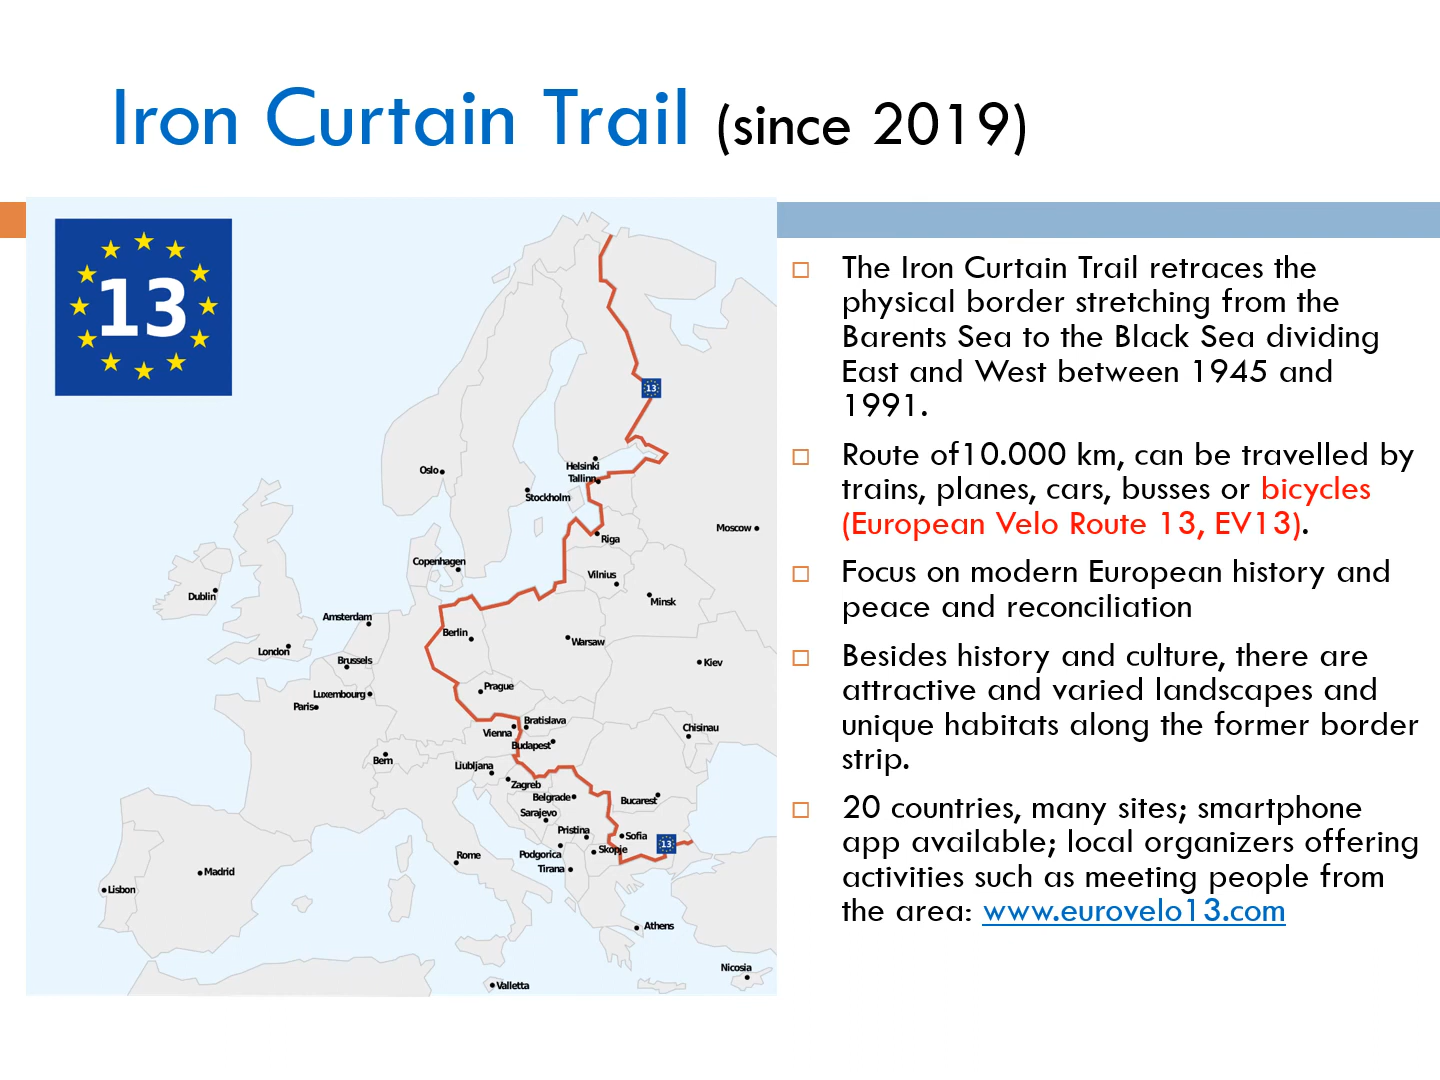 Iron Curtain Trail (since 2019)
13
13
Oslo
Helsinki
Tallinn
Stockholm
Moscow
Riga
Copenhagen
Vilnius
Dublin
Minsk
Amsterdam
Berlin
Warsaw
London
Brussels
Kiev
Luxembourg
Prague
Paris
Bratislava
Vienna
Chisinau
Budapest
Bern
Liubljana
Zagreb
Belgrade
Bucarest
Sarajevo
Pristina
Sofia
13
Skopje
Podgorica
Rome
Tirana
Madrid
Lisbon
Athens
Nicosia
Valletta
The Iron Curtain Trail retraces the
physical border stretching from the
Barents Sea to the Black Sea dividing
East and West between 1945 and
1991.
Route of10.000 km, can be travelled by
trains, planes, cars, busses or bicycles
(European Velo Route 13, EV13).
Focus on modern European history and
peace and reconciliation
Besides history and culture, there are
attractive and varied landscapes and
unique habitats along the former border
strip.
20 countries, many sites; smartphone
app available; local organizers offering
activities such as meeting people from
the area: www.eurovelo13.com